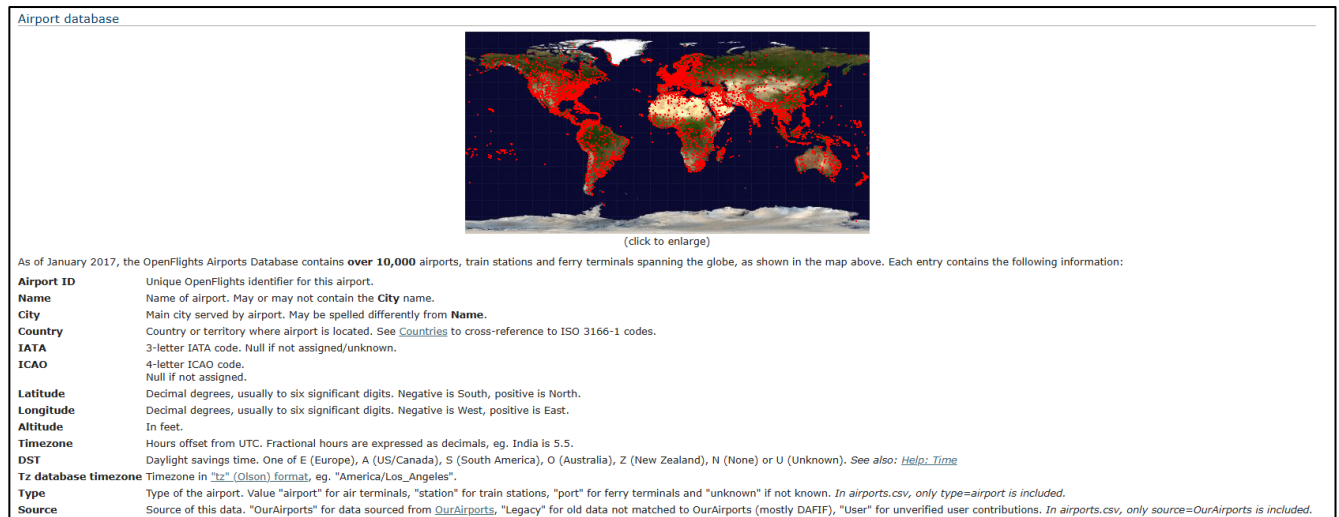 Airport database
(click to enlarge)
As of January 2017, the OpenFlights Airports Database contains over 10,000 airports, train stations and ferry terminals spanning the globe, as shown in the map above. Each entry contains the following information:
Airport ID Unique OpenFlights identifier for this airport.
Name Name of airport. May or may not contain the City name.
City Main city served by airport. May be spelled differently from Name.
Country Country or territory where airport is located. See Countries to cross-reference to ISO 3166-1 codes.
IATA 3-letter IATA code. Null if not assigned/unknown.
ICAO 4-letter ICAO code.
Null if not assigned.
Latitude Decimal degrees, usually to six significant digits. Negative is South, positive is North.
Longitude Decimal degrees, usually to six significant digits. Negative is West, positive is East.
Altitude In feet.
Timezone Hours offset from UTC. Fractional hours are expressed as decimals, eg. India is 5.5.
DST Daylight savings time. One of E (Europe), A (US/Canada), S (South America), O (Australia), Z (New Zealand), N (None) or U (Unknown). See also: Help: Time
Tz database timezone Timezone in "tz" (Olson) format, eg. "America/Los_Angeles".
Type Type of the airport. Value "airport" for air terminals, "station" for train stations, "port" for ferry terminals and "unknown" if not known. In airports.csv, only type=airport is included.
Source Source of this data. "OurAirports" for data sourced from OurAirports, "Legacy" for old data not matched to OurAirports (mostly DAFIF), "User" for unverified user contributions. In airports.csv, only source=OurAirports is included.